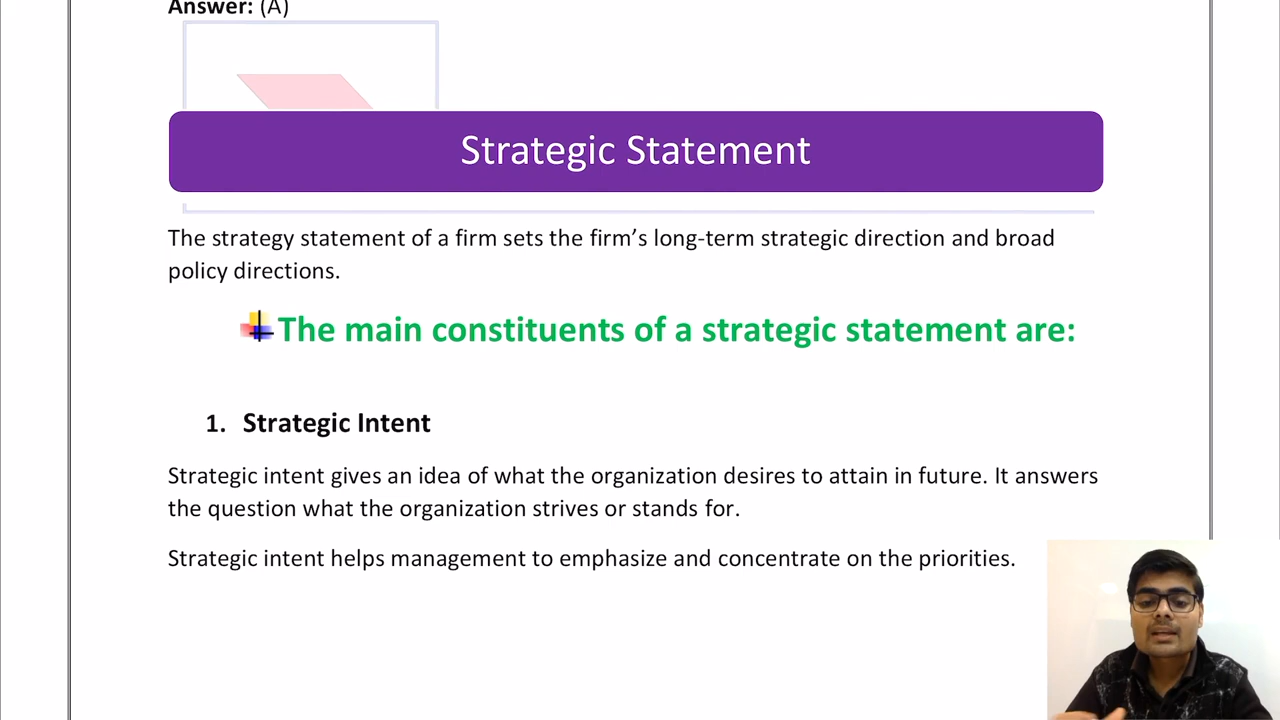 Answer: (A)
Strategic Statement
The strategy statement of a firm sets the firm’s long-term strategic direction and broad
policy directions.
The main constituents of a strategic statement are:
1. Strategic Intent
Strategic intent gives an idea of what the organization desires to attain in future. It answers
the question what the organization strives or stands for.
Strategic intent helps management to emphasize and concentrate on the priorities.